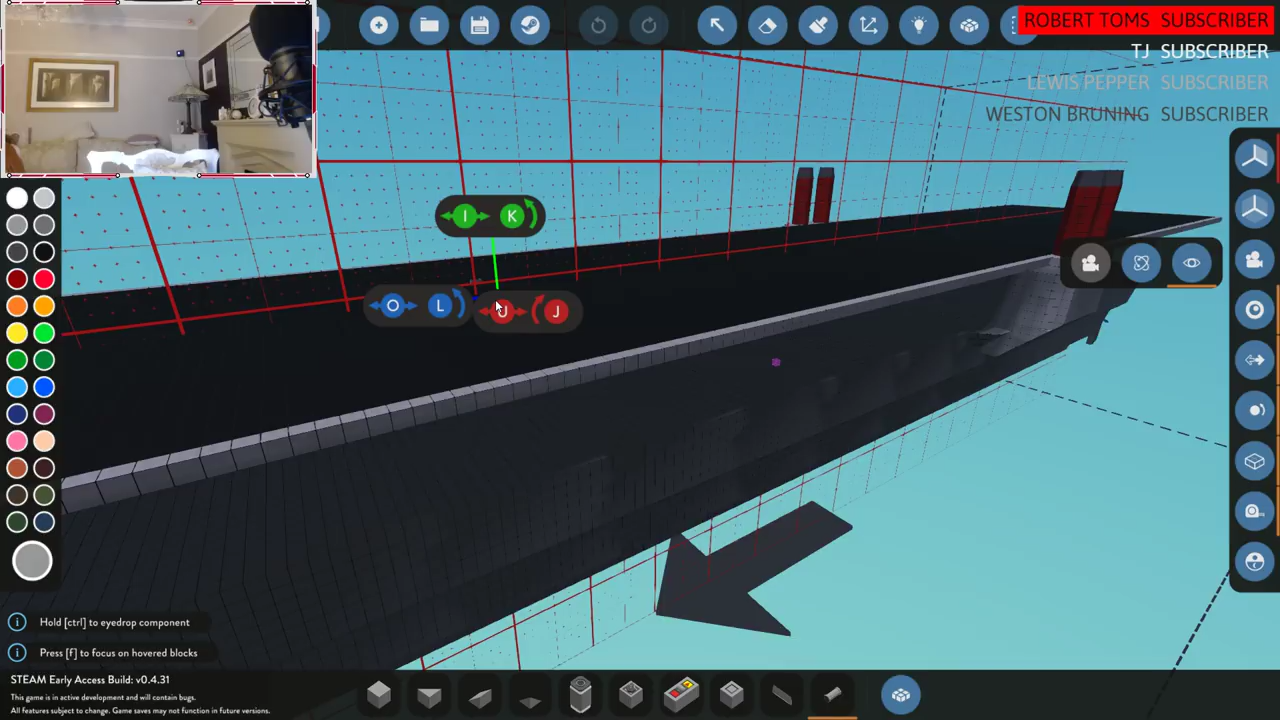 ROBERT TOMS SUBSCRIBER
TJ SUBSCRIBER
LEWIS PEPPER SUBSCRIBER
WESTON BRUNING SUBSCRIBER
I K
O L U J
Hold [ctrl] to eyedrop component
Press [f] to focus on hovered blocks
STEAM Early Access Build: v0.4.31
This game is in active development and will contain bugs.
All features subject to change. Game saves may not function in future versions.